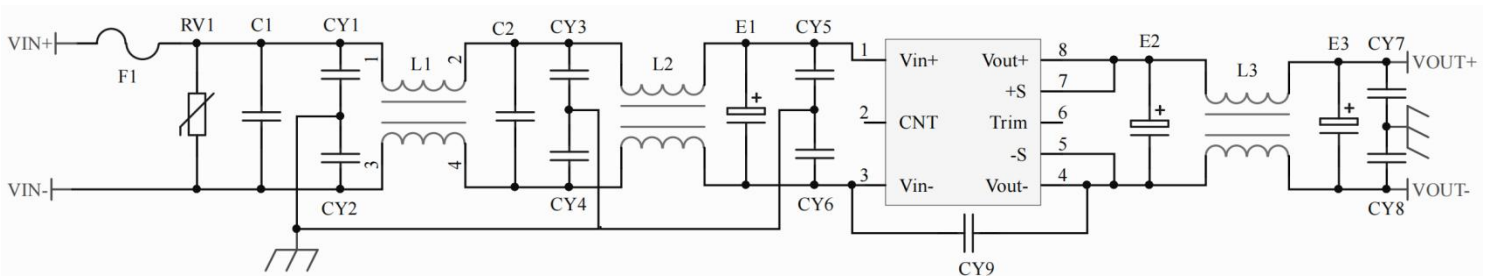 RV1 C1 CY1 C2 CY3 E1 CY5 E2 E3 CY7
VIN+ F1 1 L1 2 L2 1 Vin+ Vout+ 8 L3 VOUT+
+S 7
2 CNT Trim 6
+ + +
-S 5
3 4 3 Vin- Vout- 4
VIN- CY2 CY4 CY6 VOUT-
CY8
CY9